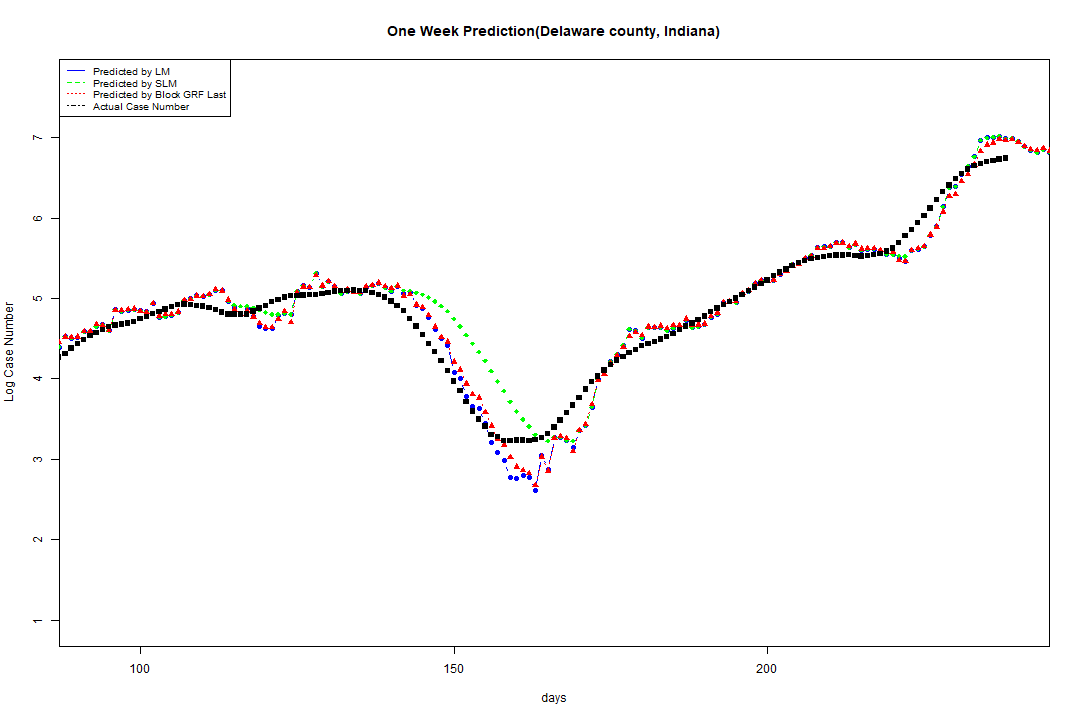 One Week Prediction(Delaware county, Indiana)
Predicted by LM
Predicted by SLM
Predicted by Block GRF Last
Actual Case Number
7
6
5
4
3
2
1
Log Case Number
100 150 200
days